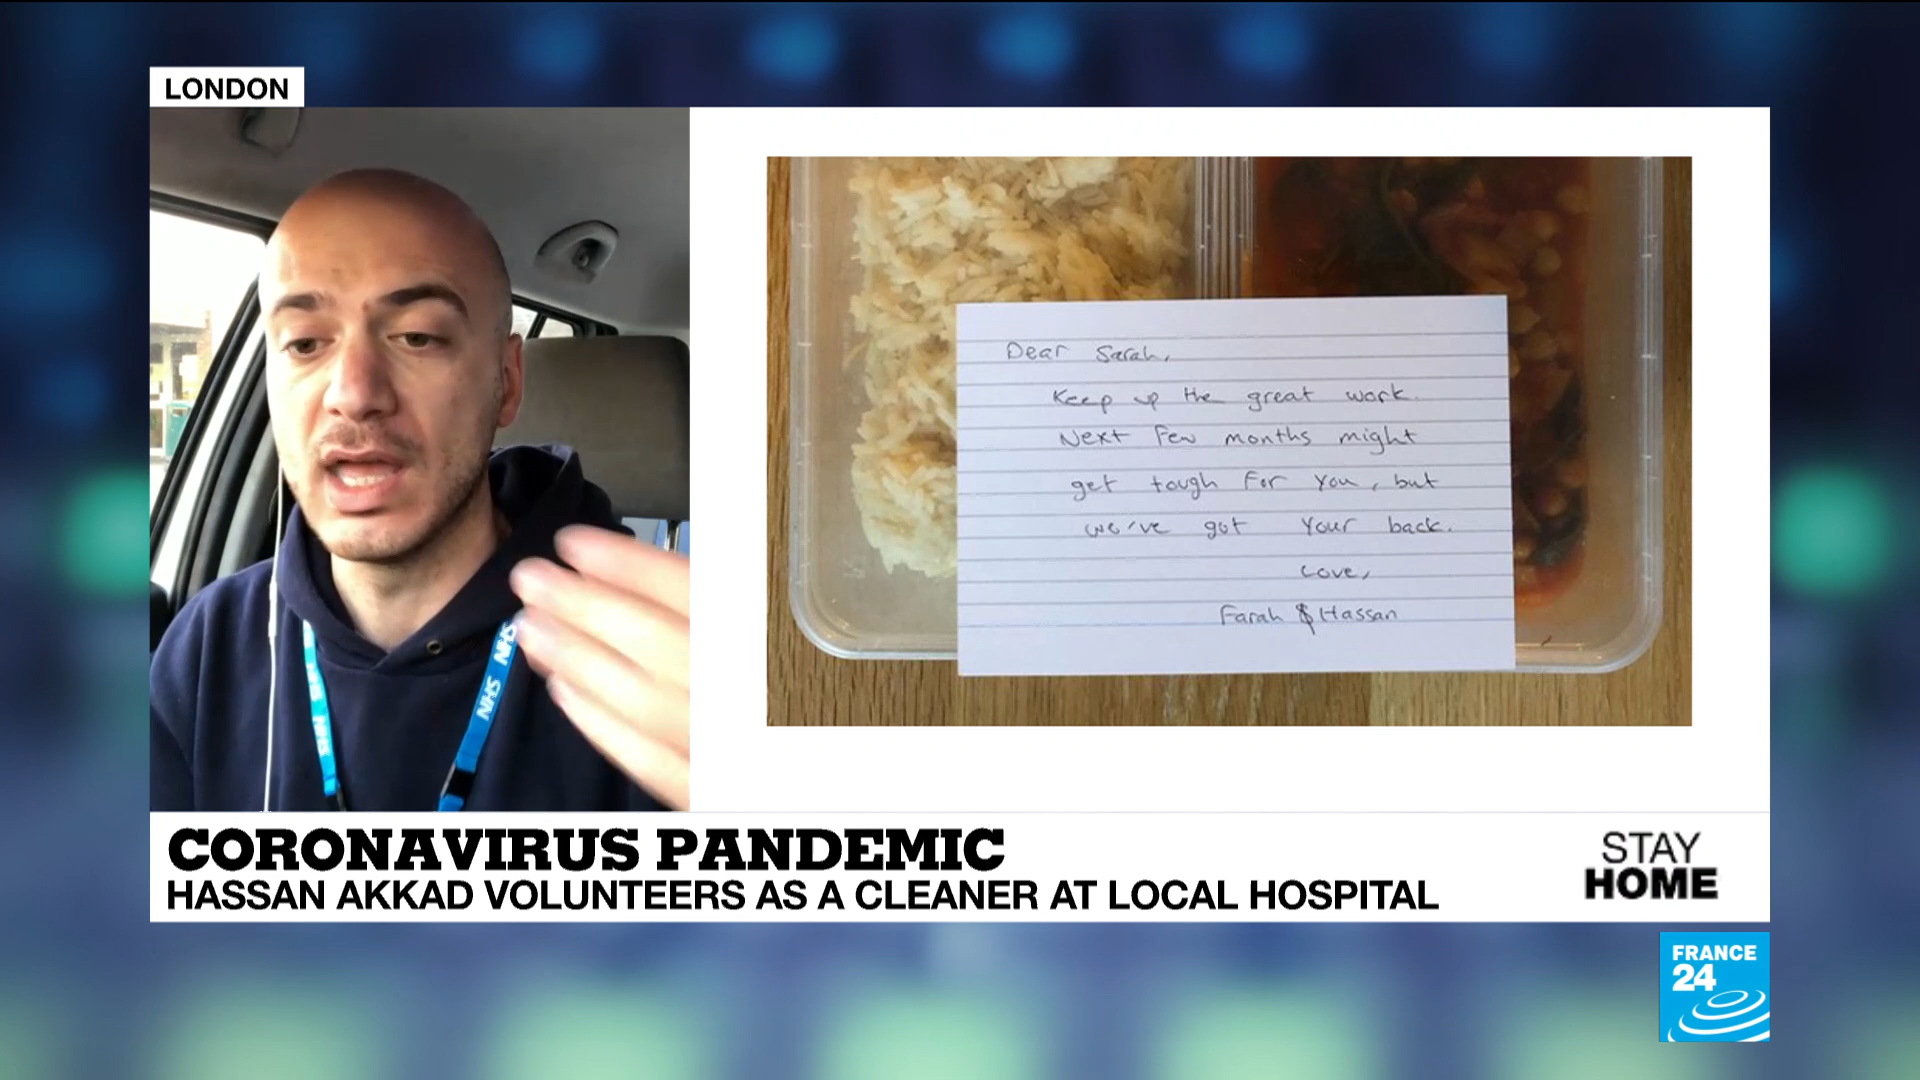 LONDON
Dear Sarah,
Keep up the great work.
Next few months might
get tough for you, but
we've got your back.
Love,
Farah & Hassan
NHS
NHS
NHS
NHS
CORONAVIRUS PANDEMIC
HASSAN AKKAD VOLUNTEERS AS A CLEANER AT LOCAL HOSPITAL
STAY
HOME
FRANCE
24